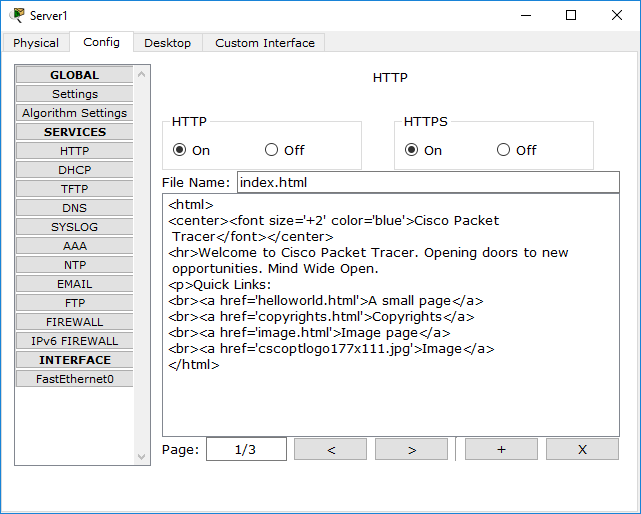 Server1
Physical Config Desktop Custom Interface
GLOBAL
Settings
Algorithm Settings
SERVICES
HTTP
DHCP
TFTP
DNS
SYSLOG
AAA
NTP
EMAIL
FTP
FIREWALL
IPv6 FIREWALL
INTERFACE
FastEthernet0
HTTP
HTTP
On Off
HTTPS
On Off
File Name: index.html
<html>
<center><font size='+2' color='blue'>Cisco Packet
Tracer</font></center>
<hr>Welcome to Cisco Packet Tracer. Opening doors to new
opportunities. Mind Wide Open.
<p>Quick Links:
<br><a href='helloworld.html'>A small page</a>
<br><a href='copyrights.html'>Copyrights</a>
<br><a href='image.html'>Image page</a>
<br><a href='cscoptlogo177x111.jpg'>Image</a>
</html>
Page: 1/3 < > + X